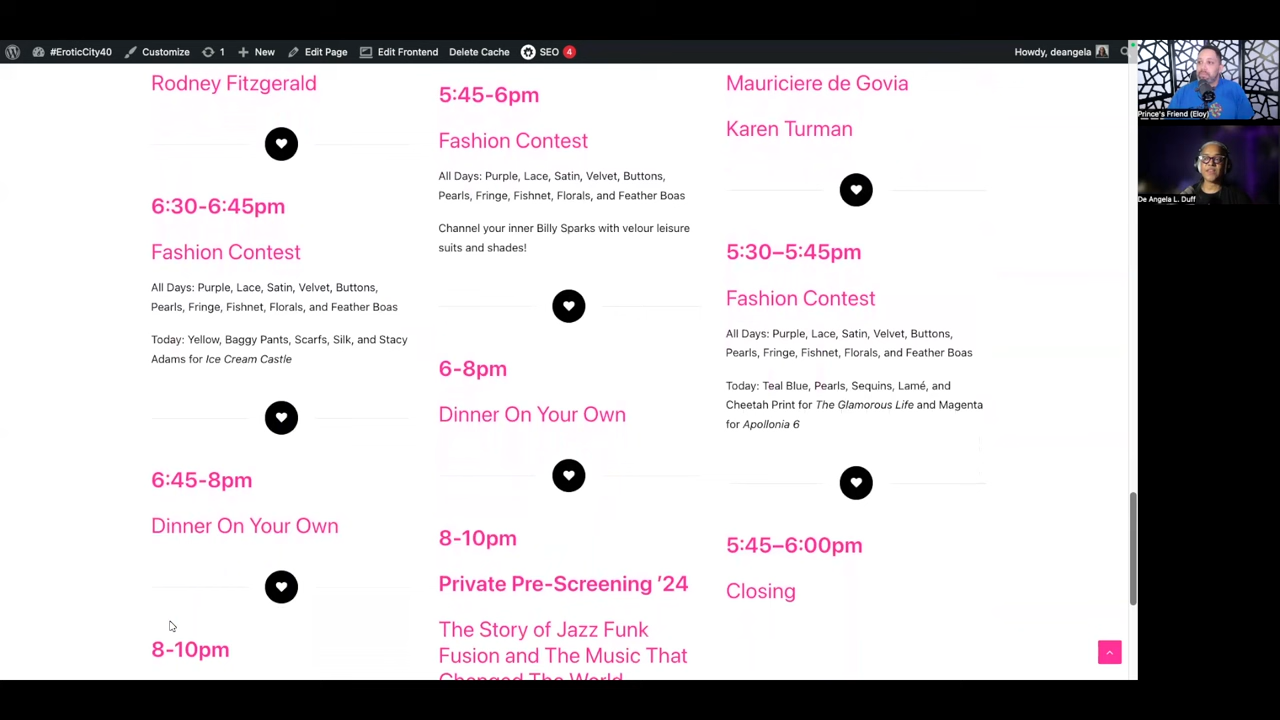 #EroticCity40
Customize
1
New
Edit Page
Edit Frontend
Delete Cache
SEO
4
Howdy, deangela
Rodney Fitzgerald
6:30-6:45pm
Fashion Contest
All Days: Purple, Lace, Satin, Velvet, Buttons,
Pearls, Fringe, Fishnet, Florals, and Feather Boas
Today: Yellow, Baggy Pants, Scarfs, Silk, and Stacy
Adams for Ice Cream Castle
6:45-8pm
Dinner On Your Own
8-10pm
5:45-6pm
Fashion Contest
All Days: Purple, Lace, Satin, Velvet, Buttons,
Pearls, Fringe, Fishnet, Florals, and Feather Boas
Channel your inner Billy Sparks with velour leisure
suits and shades!
6-8pm
Dinner On Your Own
8-10pm
Private Pre-Screening '24
The Story of Jazz Funk
Fusion and The Music That
Changed The World
Mauriciere de Govia
Karen Turman
5:30–5:45pm
Fashion Contest
All Days: Purple, Lace, Satin, Velvet, Buttons,
Pearls, Fringe, Fishnet, Florals, and Feather Boas
Today: Teal Blue, Pearls, Sequins, Lamé, and
Cheetah Print for The Glamorous Life and Magenta
for Apollonia 6
5:45–6:00pm
Closing
Prince's Friend (Eloy)
De Angela L. Duff